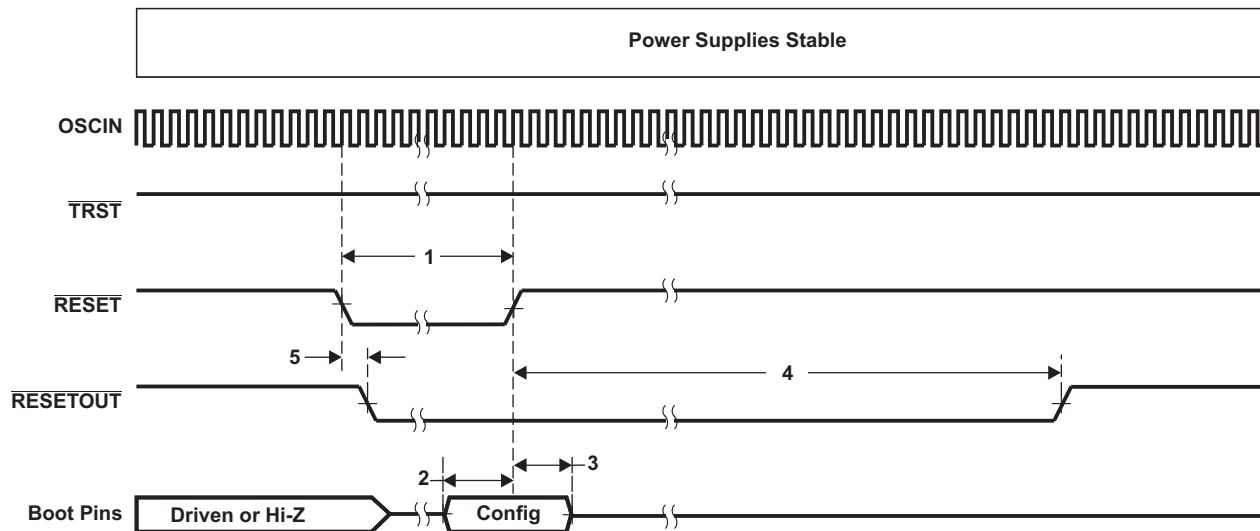 Power Supplies Stable
OSCIN
TRST
1
RESET
5
4
RESETOUT
2
3
Boot Pins
Driven or Hi-Z
Config